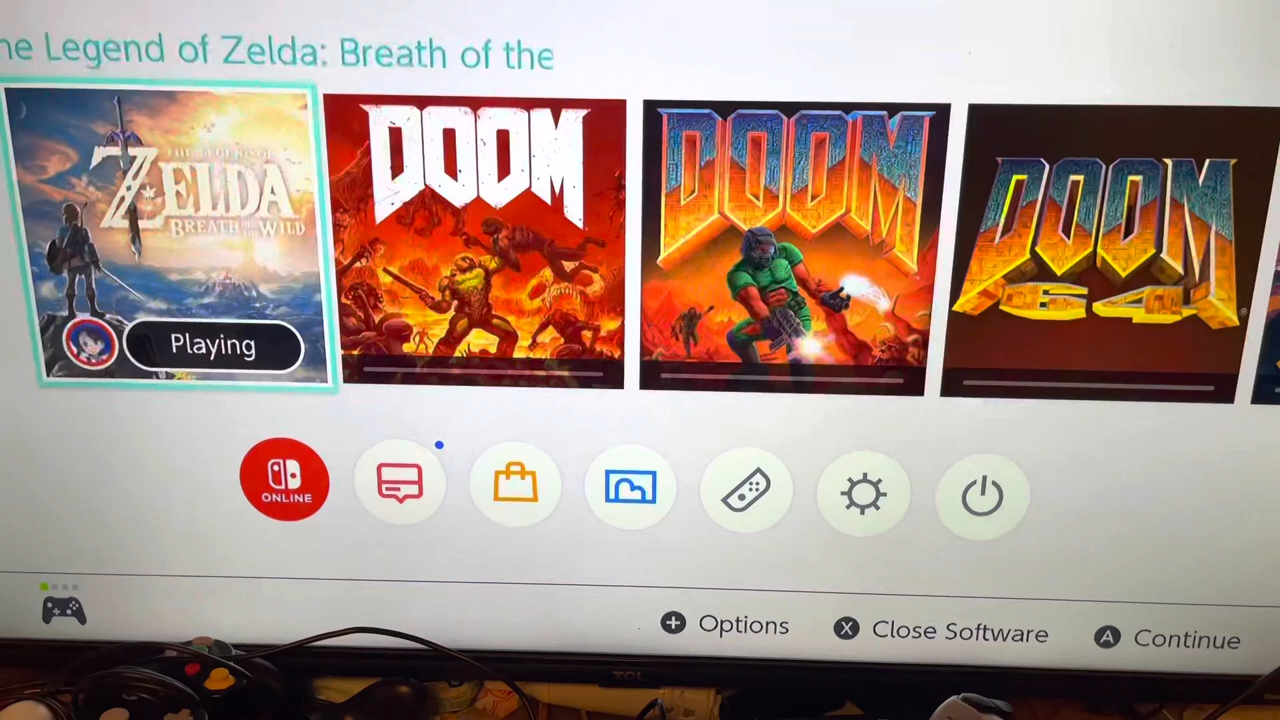 he Legend of Zelda: Breath of the
THE LEGEND OF
ZELDA
BREATH OF THE WILD
Playing
DOOM
DOOM
DOOM
64
®
ONLINE
+ Options
X Close Software
A Continue
TCL